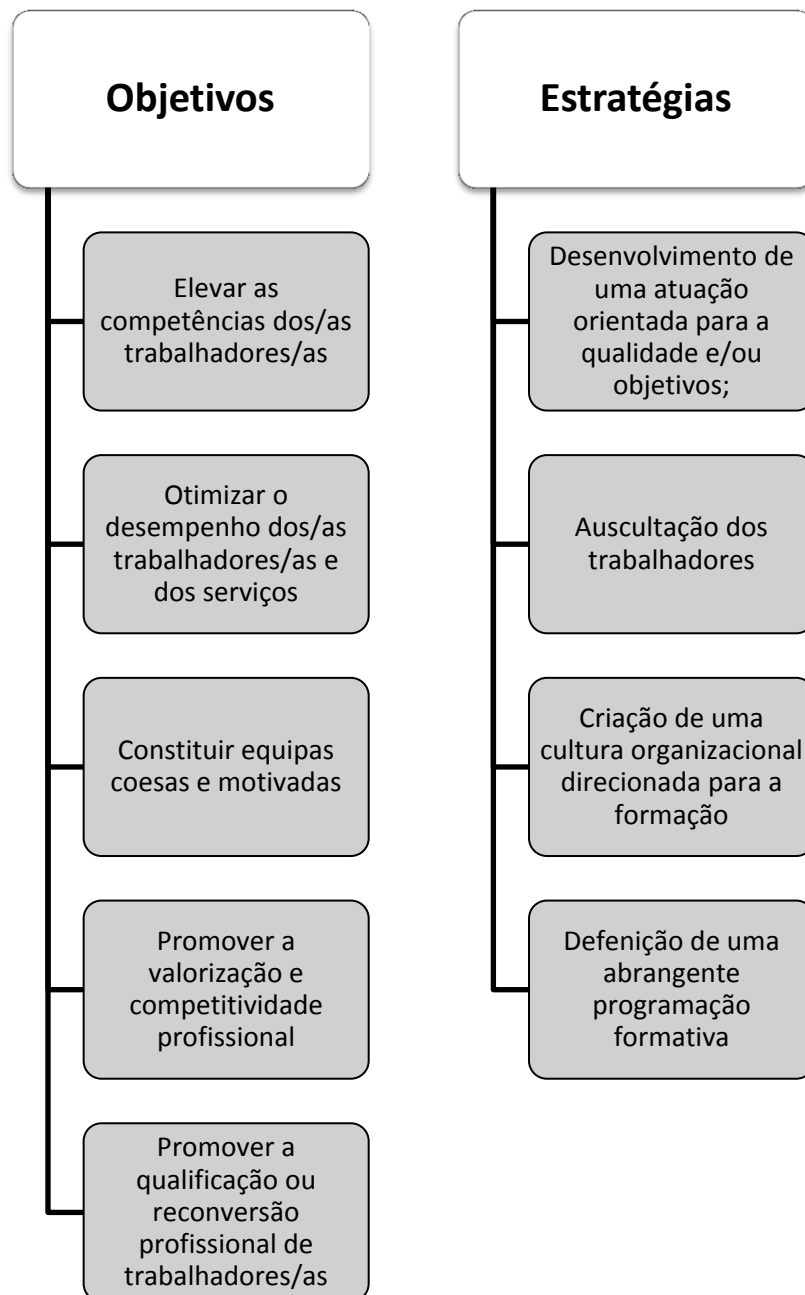 Objetivos
Elevar as
competências dos/as
trabalhadores/as
Otimizar o
desempenho dos/as
trabalhadores/as e
dos serviços
Constituir equipas
coesas e motivadas
Promover a
valorização e
competitividade
profissional
Promover a
qualificação ou
reconversão
profissional de
trabalhadores/as
Estratégias
Desenvolvimento de
uma atuação
orientada para a
qualidade e/ou
objetivos;
Auscultação dos
trabalhadores
Criação de uma
cultura organizacional
direcionada para a
formação
Defenição de uma
abrangente
programação
formativa